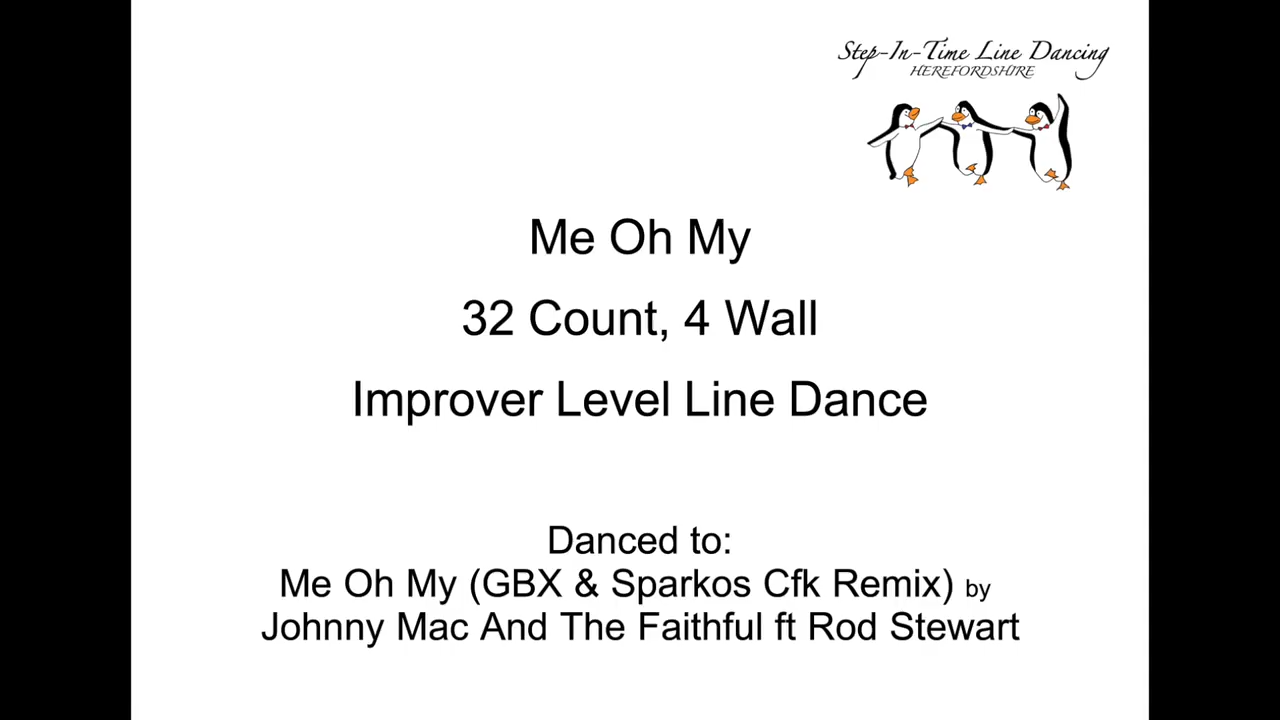 Step-In-Time Line Dancing
HEREFORDSHIRE
Me Oh My
32 Count, 4 Wall
Improver Level Line Dance
Danced to:
Me Oh My (GBX & Sparkos Cfk Remix) by
Johnny Mac And The Faithful ft Rod Stewart